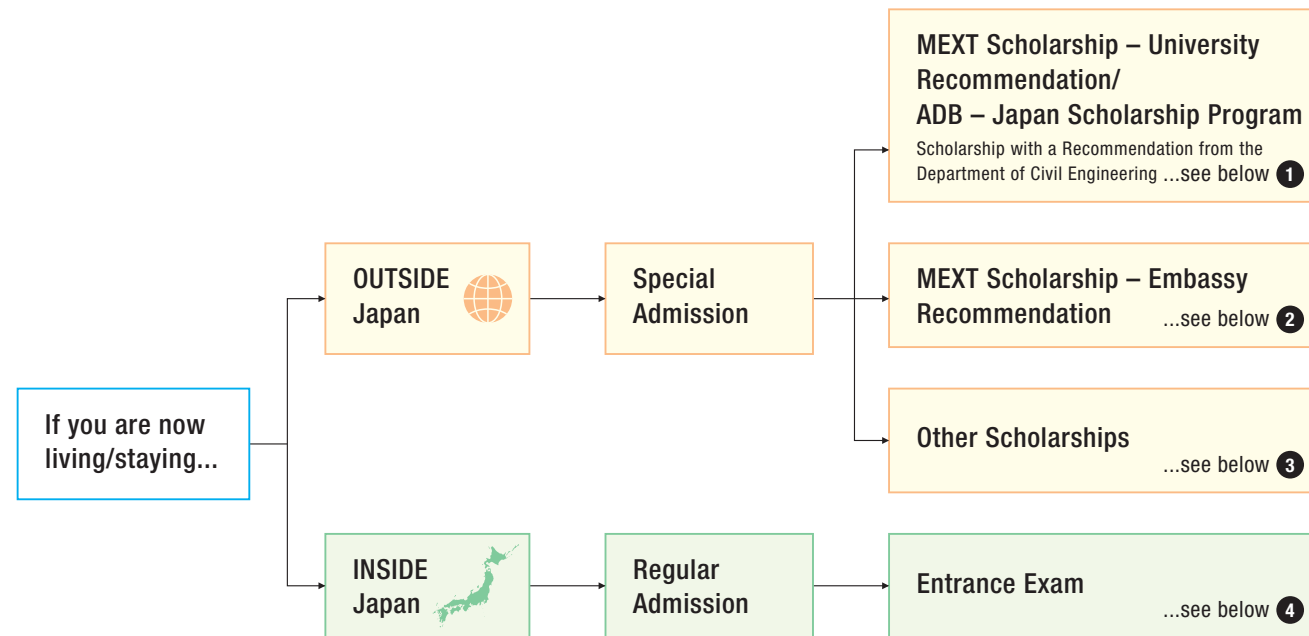 If you are now
living/staying...
OUTSIDE
Japan
Special
Admission
MEXT Scholarship – University
Recommendation/
ADB – Japan Scholarship Program
Scholarship with a Recommendation from the
Department of Civil Engineering ...see below 1
MEXT Scholarship – Embassy
Recommendation ...see below 2
Other Scholarships
...see below 3
INSIDE
Japan
Regular
Admission
Entrance Exam
...see below 4